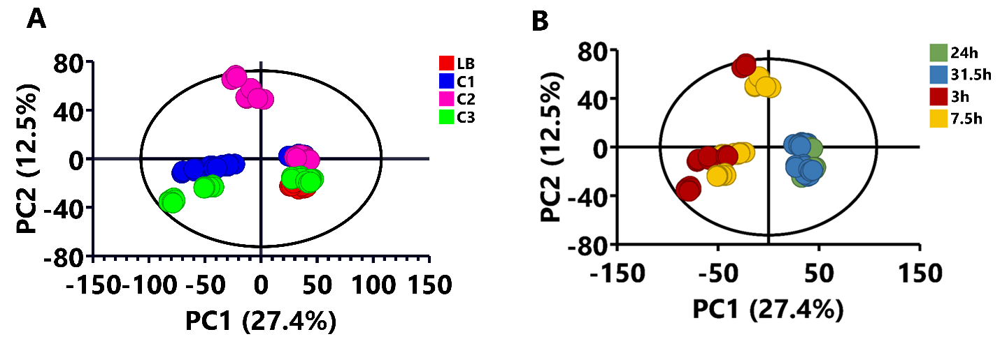 A
80
40
0
-40
-80
-150 -100 -50 0 50 100 150
PC2 (12.5%)
PC1 (27.4%)
LB
C1
C2
C3
B
80
40
0
-40
-80
-150 -50 50 150
PC2 (12.5%)
PC1 (27.4%)
24h
31.5h
3h
7.5h